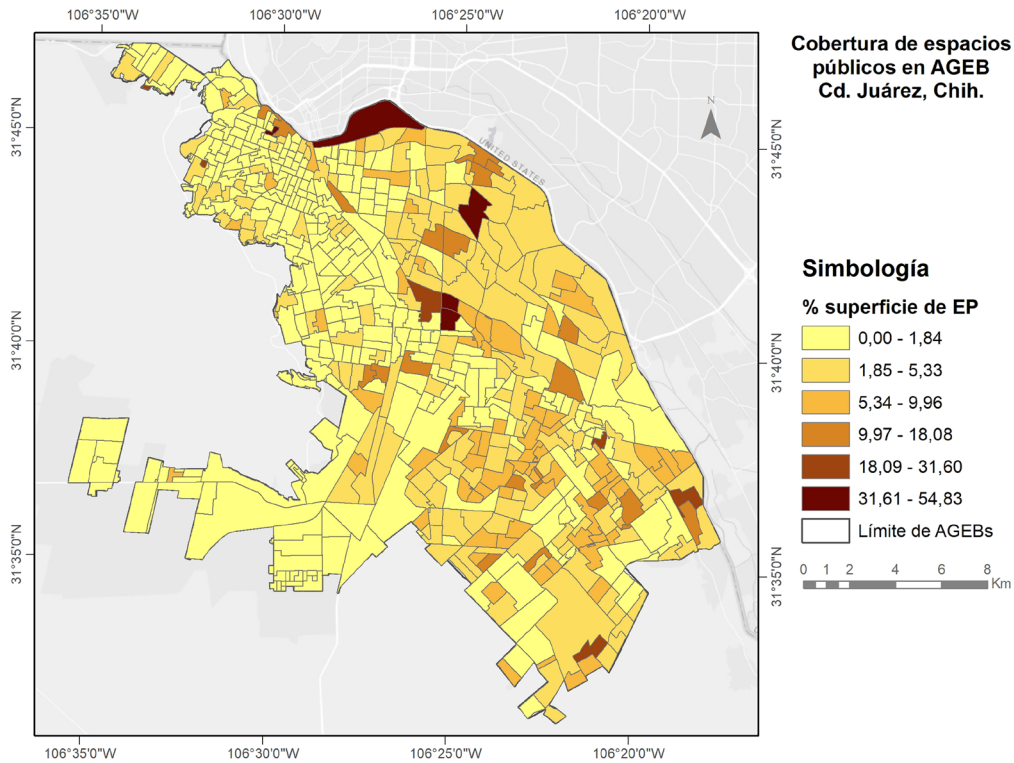 106°35'0"W 106°30'0"W 106°25'0"W 106°20'0"W
Cobertura de espacios
públicos en AGEB
Cd. Juárez, Chih.
N
31°45'0"N
31°45'0"N
UNITED STATES
Simbología
% superficie de EP
0,00 - 1,84
1,85 - 5,33
5,34 - 9,96
9,97 - 18,08
18,09 - 31,60
31,61 - 54,83
Límite de AGEBs
0 1 2 4 6 8
Km
31°40'0"N
31°40'0"N
31°35'0"N
31°35'0"N
106°35'0"W 106°30'0"W 106°25'0"W 106°20'0"W